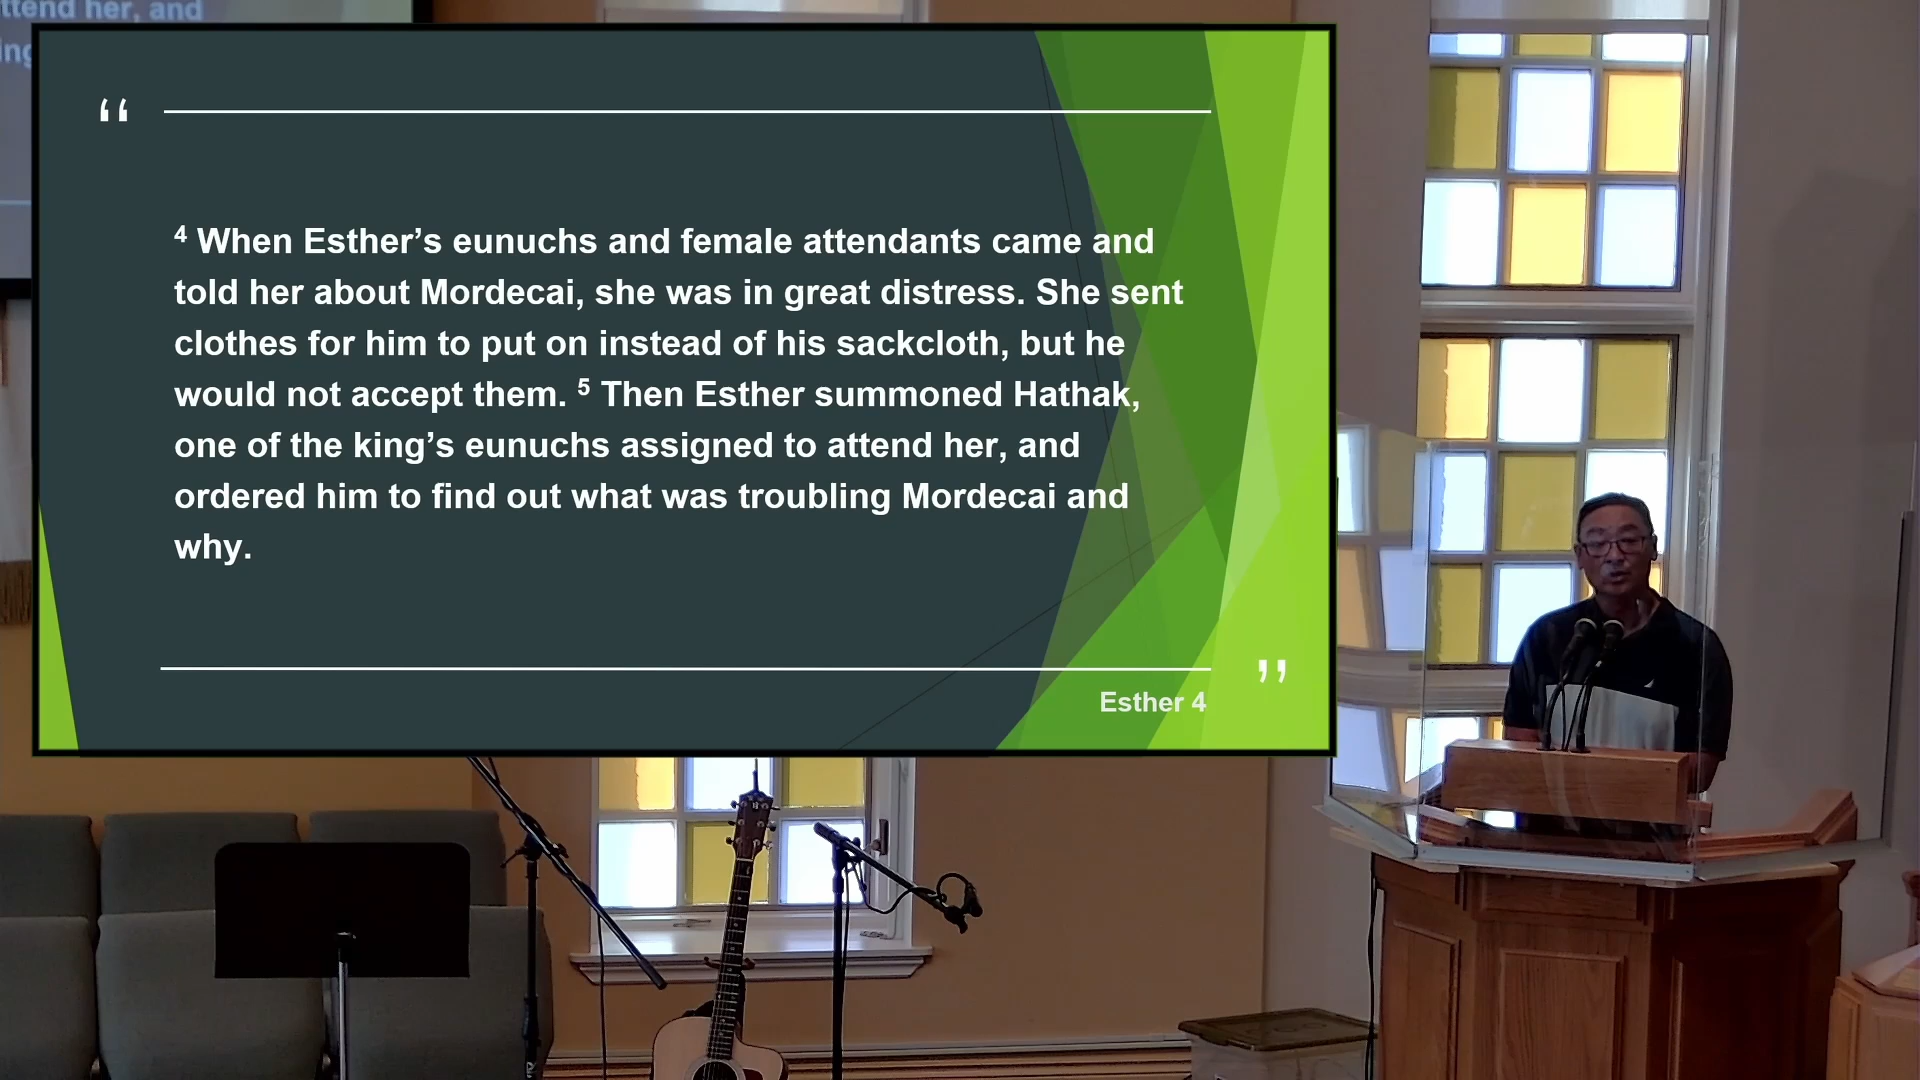 ttend her, and
“
⁴ When Esther’s eunuchs and female attendants came and
told her about Mordecai, she was in great distress. She sent
clothes for him to put on instead of his sackcloth, but he
would not accept them. ⁵ Then Esther summoned Hathak,
one of the king’s eunuchs assigned to attend her, and
ordered him to find out what was troubling Mordecai and
why.
”
Esther 4